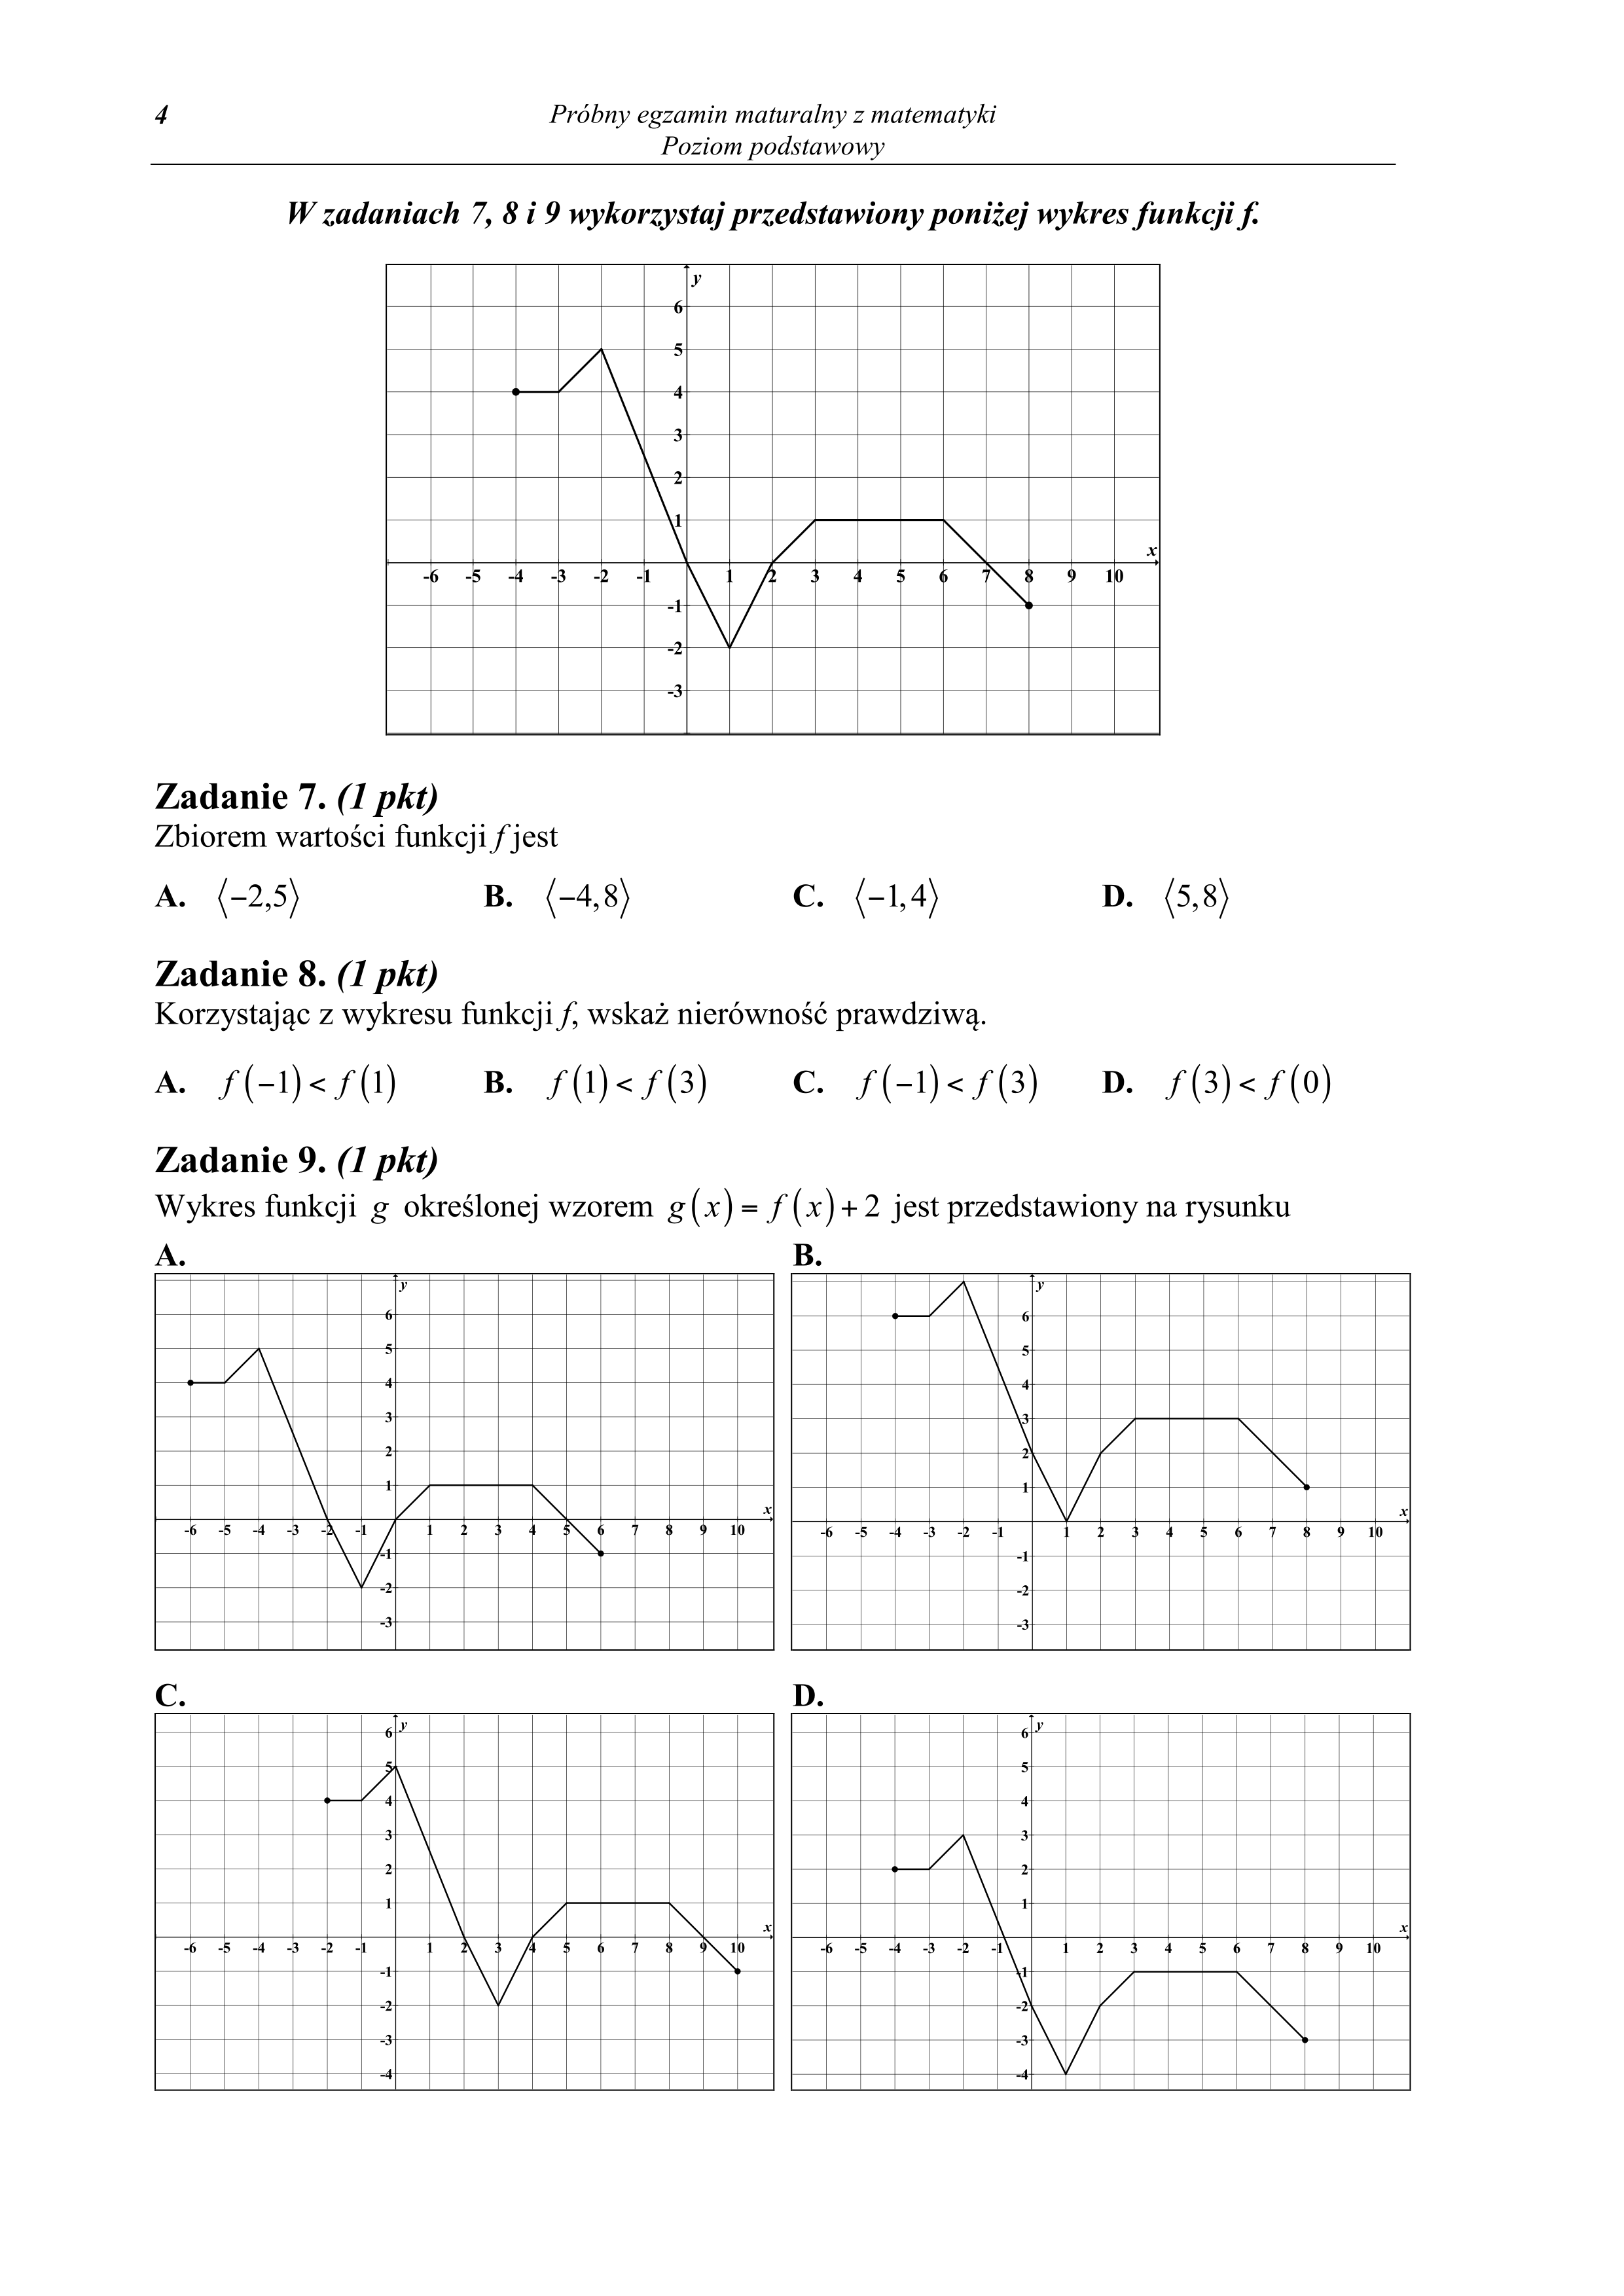 4
Próbny egzamin maturalny z matematyki
Poziom podstawowy
W zadaniach 7, 8 i 9 wykorzystaj przedstawiony poniżej wykres funkcji f.
y
6
5
4
3
2
1
x
-6 -5 -4 -3 -2 -1 1 2 3 4 5 6 7 8 9 10
-1
-2
-3
Zadanie 7. (1 pkt)
Zbiorem wartości funkcji f jest
A. ⟨−2,5⟩ B. ⟨−4,8⟩ C. ⟨−1,4⟩ D. ⟨5,8⟩
Zadanie 8. (1 pkt)
Korzystając z wykresu funkcji f, wskaż nierówność prawdziwą.
A. f(−1) < f(1) B. f(1) < f(3) C. f(−1) < f(3) D. f(3) < f(0)
Zadanie 9. (1 pkt)
Wykres funkcji g określonej wzorem g(x) = f(x) + 2 jest przedstawiony na rysunku
A.
y
6
5
4
3
2
1
x
-6 -5 -4 -3 -2 -1 1 2 3 4 5 6 7 8 9 10
-1
-2
-3
B.
y
6
5
4
3
2
1
x
-6 -5 -4 -3 -2 -1 1 2 3 4 5 6 7 8 9 10
-1
-2
-3
C.
y
6
5
4
3
2
1
x
-6 -5 -4 -3 -2 -1 1 2 3 4 5 6 7 8 9 10
-1
-2
-3
-4
D.
y
6
5
4
3
2
1
x
-6 -5 -4 -3 -2 -1 1 2 3 4 5 6 7 8 9 10
-1
-2
-3
-4